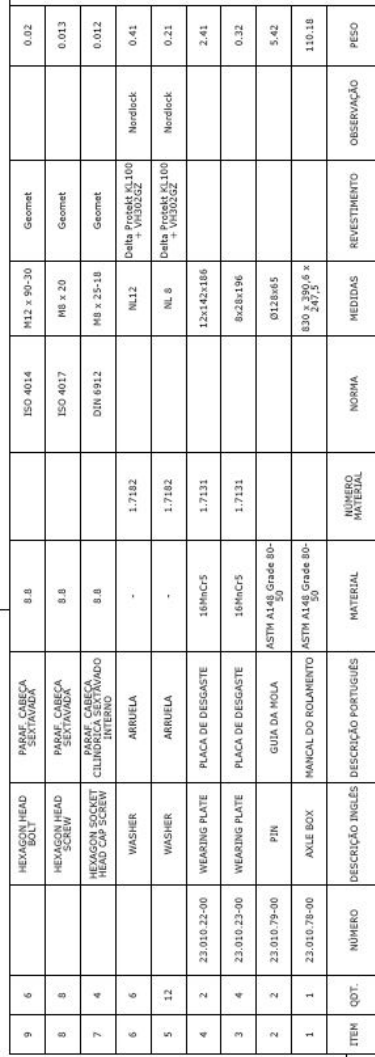 9 6 HEXAGON HEAD BOLT PARAF. CABEÇA SEXTAVADA 8.8 ISO 4014 M12 x 90-30 Geomet 0.02
8 8 HEXAGON HEAD SCREW PARAF. CABEÇA SEXTAVADA 8.8 ISO 4017 M8 x 20 Geomet 0.013
7 4 HEXAGON SOCKET HEAD CAP SCREW PARAF. CABEÇA CILINDRICA SEXTAVADO INTERNO 8.8 DIN 6912 M8 x 25-18 Geomet 0.012
6 6 WASHER ARRUELA - 1.7182 NL12 Delta Protekt KL100 + VH302GZ Nordlock 0.41
5 12 WASHER ARRUELA - 1.7182 NL 8 Delta Protekt KL100 + VH302GZ Nordlock 0.21
4 2 23.010.22-00 WEARING PLATE PLACA DE DESGASTE 16MnCr5 1.7131 12x142x186 2.41
3 4 23.010.23-00 WEARING PLATE PLACA DE DESGASTE 16MnCr5 1.7131 8x28x196 0.32
2 2 23.010.79-00 PIN GUIA DA MOLA ASTM A148 Grade 80-50 Ø128x65 5.42
1 1 23.010.78-00 AXLE BOX MANCAL DO ROLAMENTO ASTM A148 Grade 80-50 830 x 390,6 x 247,5 110.18
ITEM QDT. NÚMERO DESCRIÇÃO INGLÊS DESCRIÇÃO PORTUGUÊS MATERIAL NÚMERO MATERIAL NORMA MEDIDAS REVESTIMENTO OBSERVAÇÃO PESO